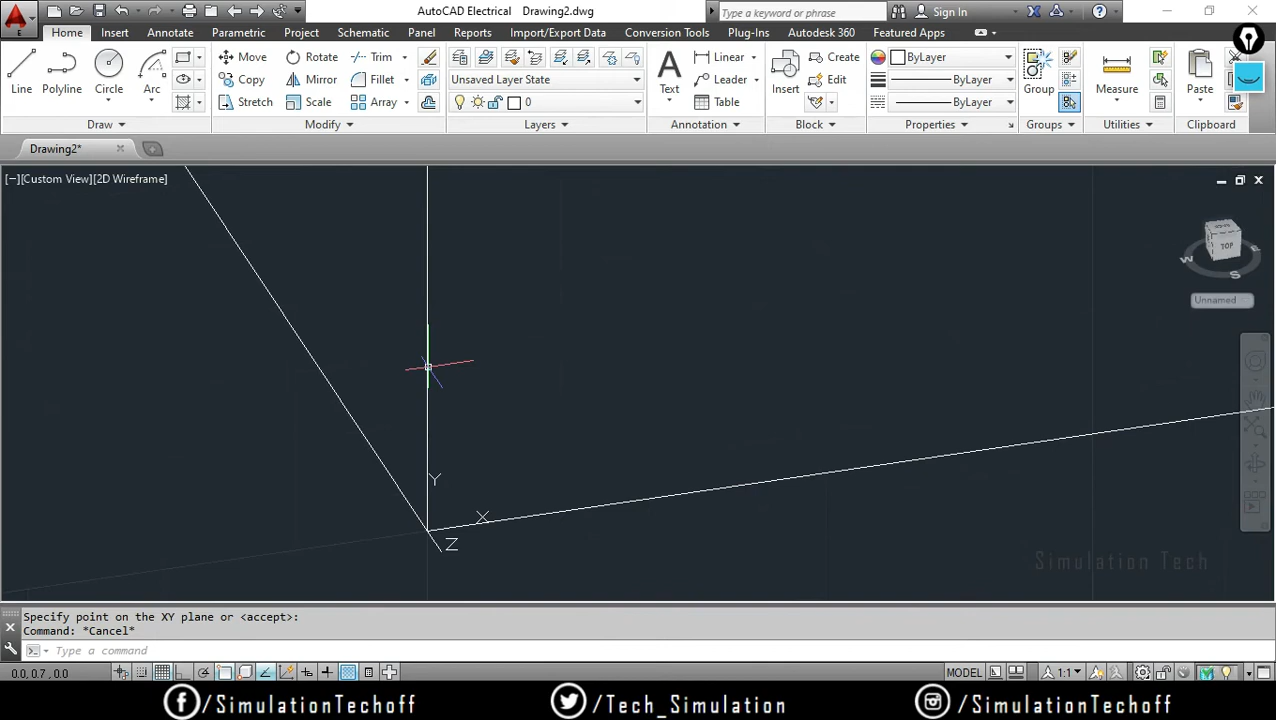 AutoCAD Electrical Drawing2.dwg
Type a keyword or phrase
Sign In
Home Insert Annotate Parametric Project Schematic Panel Reports Import/Export Data Conversion Tools Plug-Ins Autodesk 360 Featured Apps
Line Polyline Circle Arc
Move Rotate Trim
Copy Mirror Fillet
Stretch Scale Array
Unsaved Layer State
0
Text
Linear
Leader
Table
Insert
Create
Edit
ByLayer
ByLayer
ByLayer
Group
Measure
Paste
Draw Modify Layers Annotation Block Properties Groups Utilities Clipboard
Drawing2*
[−][Custom View][2D Wireframe]
TOP
W
S
E
Unnamed
Y
X
Z
Simulation Tech
Specify point on the XY plane or <accept>:
Command: *Cancel*
Type a command
0.0, 0.7, 0.0
MODEL
1:1
/SimulationTechoff /Tech_Simulation /SimulationTechoff